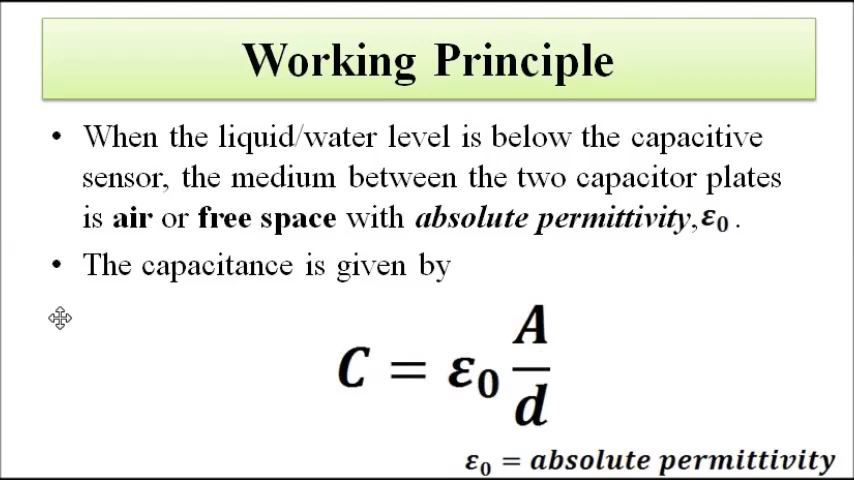 Working Principle
• When the liquid/water level is below the capacitive
sensor, the medium between the two capacitor plates
is air or free space with absolute permittivity, ε₀ .
• The capacitance is given by
C = ε₀ A/d
ε₀ = absolute permittivity